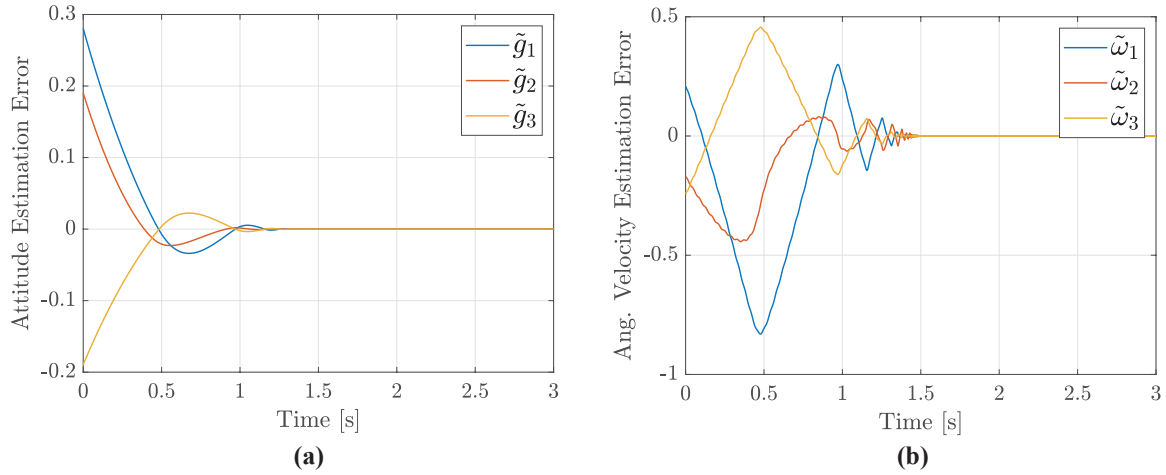 Attitude Estimation Error
0.3
0.2
0.1
0
-0.1
-0.2
g̃₁
g̃₂
g̃₃
0 0.5 1 1.5 2 2.5 3
Time [s]
(a)
Ang. Velocity Estimation Error
0.5
0
-0.5
-1
ω̃₁
ω̃₂
ω̃₃
0 0.5 1 1.5 2 2.5 3
Time [s]
(b)